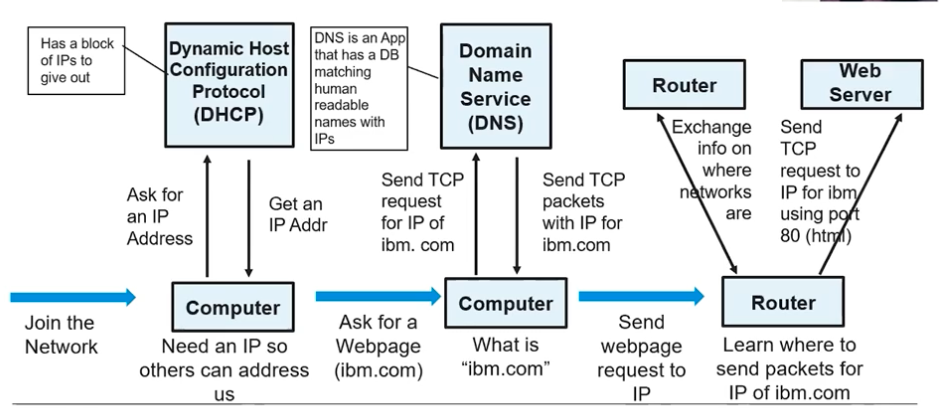 Has a block
of IPs to
give out
Dynamic Host
Configuration
Protocol
(DHCP)
DNS is an App
that has a DB
matching
human
readable
names with
IPs
Domain
Name
Service
(DNS)
Router
Web
Server
Ask for
an IP
Address
Get an
IP Addr
Send TCP
request
for IP of
ibm. com
Send TCP
packets
with IP for
ibm.com
Exchange
info on
where
networks
are
Send
TCP
request to
IP for ibm
using port
80 (html)
Computer
Computer
Router
Join the
Network
Need an IP so
others can address
us
Ask for a
Webpage
(ibm.com)
What is
“ibm.com”
Send
webpage
request to
IP
Learn where to
send packets for
IP of ibm.com